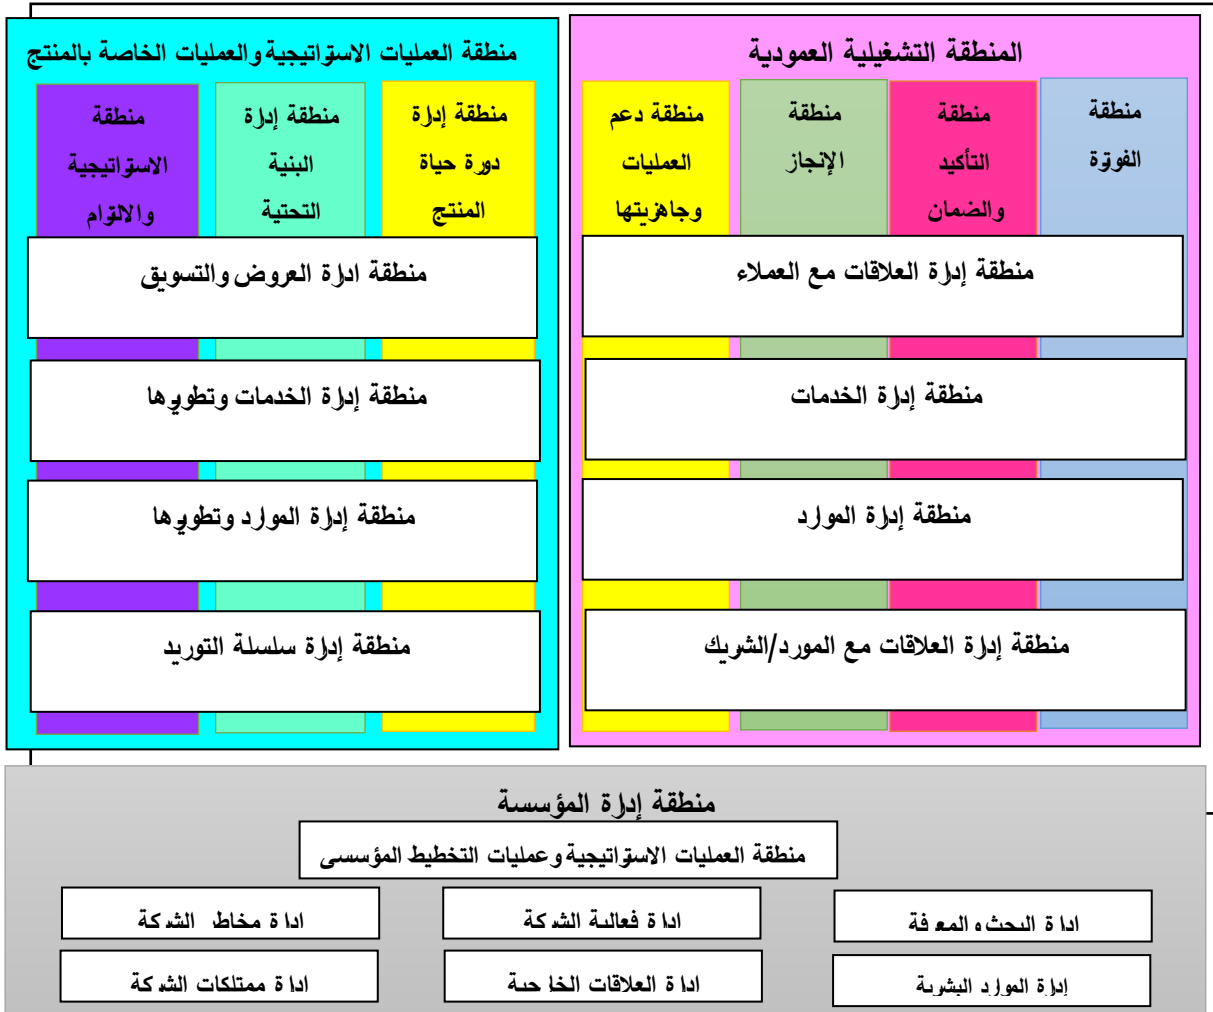 المنطقة التشغيلية العمودية
منطقة
الفوترة
منطقة
التأكيد
والضمان
منطقة
الإنجاز
منطقة دعم
العمليات
وجاهزيتها
منطقة إدارة العلاقات مع العملاء
منطقة إدارة الخدمات
منطقة إدارة الموارد
منطقة إدارة العلاقات مع المورد/الشريك
منطقة العمليات الاستراتيجية والعمليات الخاصة بالمنتج
منطقة إدارة
دورة حياة
المنتج
منطقة إدارة
البنية
التحتية
منطقة
الاستراتيجية
والالتزام
منطقة ادارة العروض والتسويق
منطقة إدارة الخدمات وتطويرها
منطقة إدارة الموارد وتطويرها
منطقة إدارة سلسلة التوريد
منطقة إدارة المؤسسة
منطقة العمليات الاستراتيجية وعمليات التخطيط المؤسسي
ادارة البحث والمعرفة
ادارة فعالية الشركة
ادارة مخاطر الشركة
إدارة الموارد البشرية
ادارة العلاقات الخارجية
ادارة ممتلكات الشركة